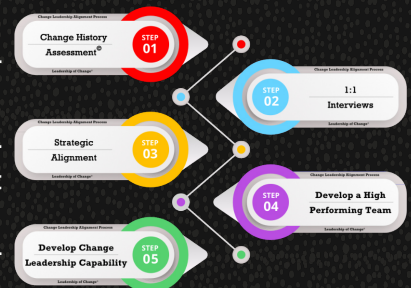 Change Leadership Alignment Process
Change History
Assessment©
Leadership of Change®
STEP
01
Change Leadership Alignment Process
STEP
02
1:1
Interviews
Leadership of Change®
Change Leadership Alignment Process
Strategic
Alignment
Leadership of Change®
STEP
03
Change Leadership Alignment Process
STEP
04
Develop a High
Performing Team
Leadership of Change®
Change Leadership Alignment Process
Develop Change
Leadership Capability
Leadership of Change®
STEP
05